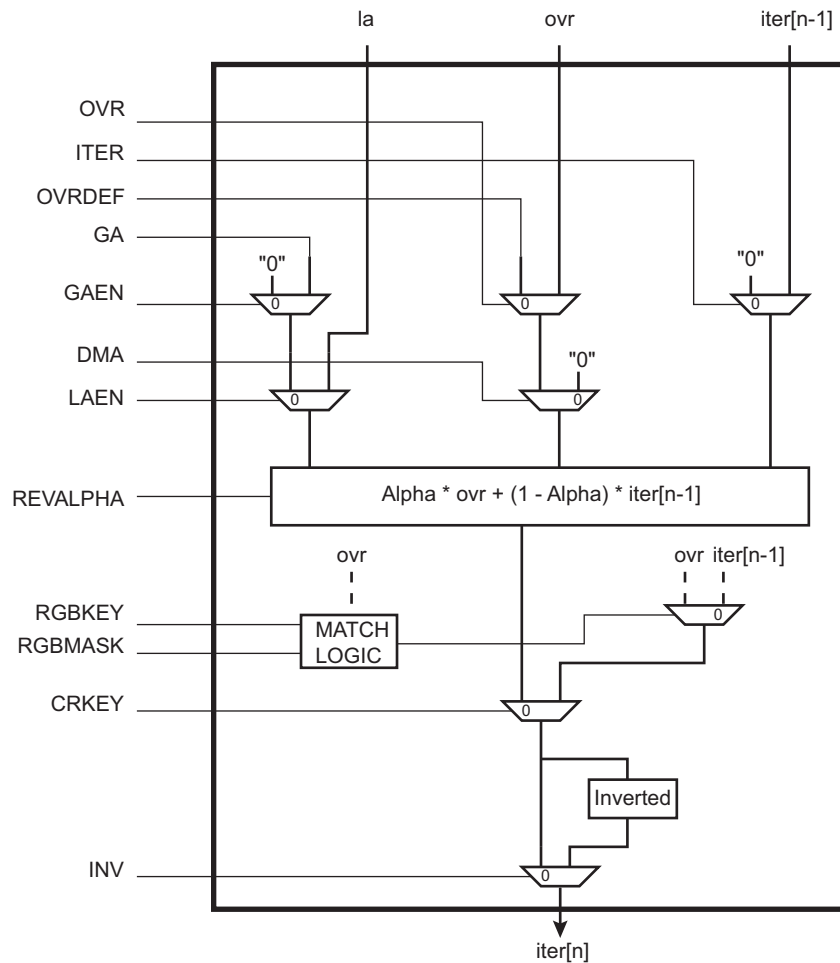 la ovr iter[n-1]
OVR
ITER
OVRDEF
GA
"0" "0"
GAEN 0 0 0
DMA "0"
LAEN 0 0
REVALPHA Alpha * ovr + (1 - Alpha) * iter[n-1]
ovr ovr iter[n-1]
RGBKEY MATCH 0
RGBMASK LOGIC
CRKEY 0
Inverted
INV 0
iter[n]